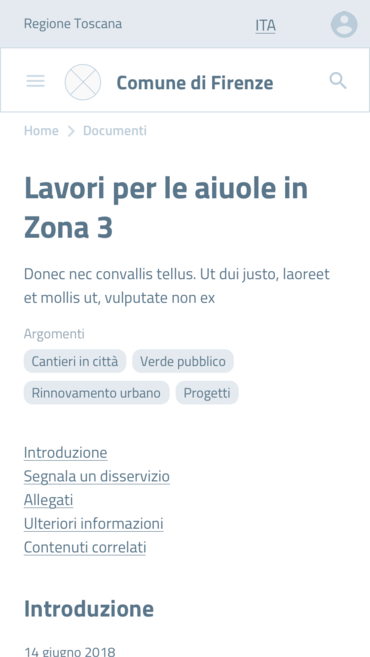 Regione Toscana ITA
Comune di Firenze
Home Documenti
Lavori per le aiuole in
Zona 3
Donec nec convallis tellus. Ut dui justo, laoreet
et mollis ut, vulputate non ex
Argomenti
Cantieri in città Verde pubblico
Rinnovamento urbano Progetti
Introduzione
Segnala un disservizio
Allegati
Ulteriori informazioni
Contenuti correlati
Introduzione
14 giugno 2018